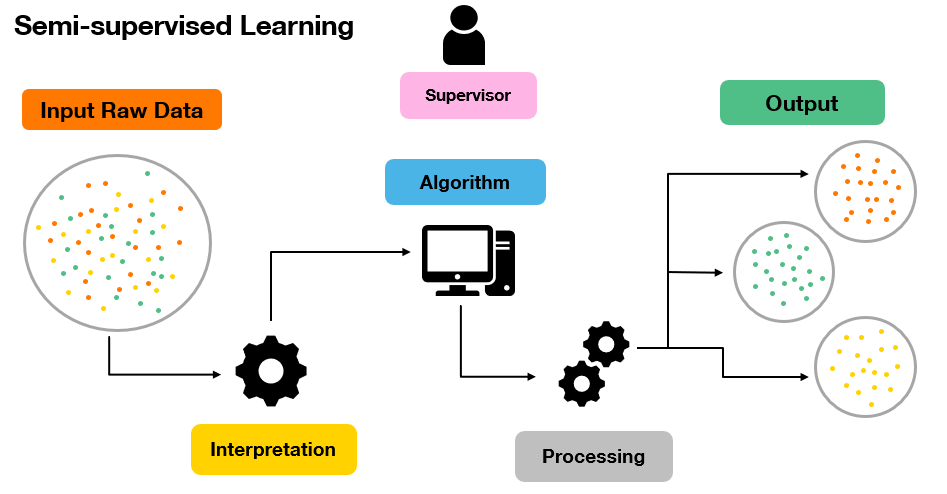 Semi-supervised Learning
Supervisor
Input Raw Data
Output
Algorithm
Interpretation
Processing